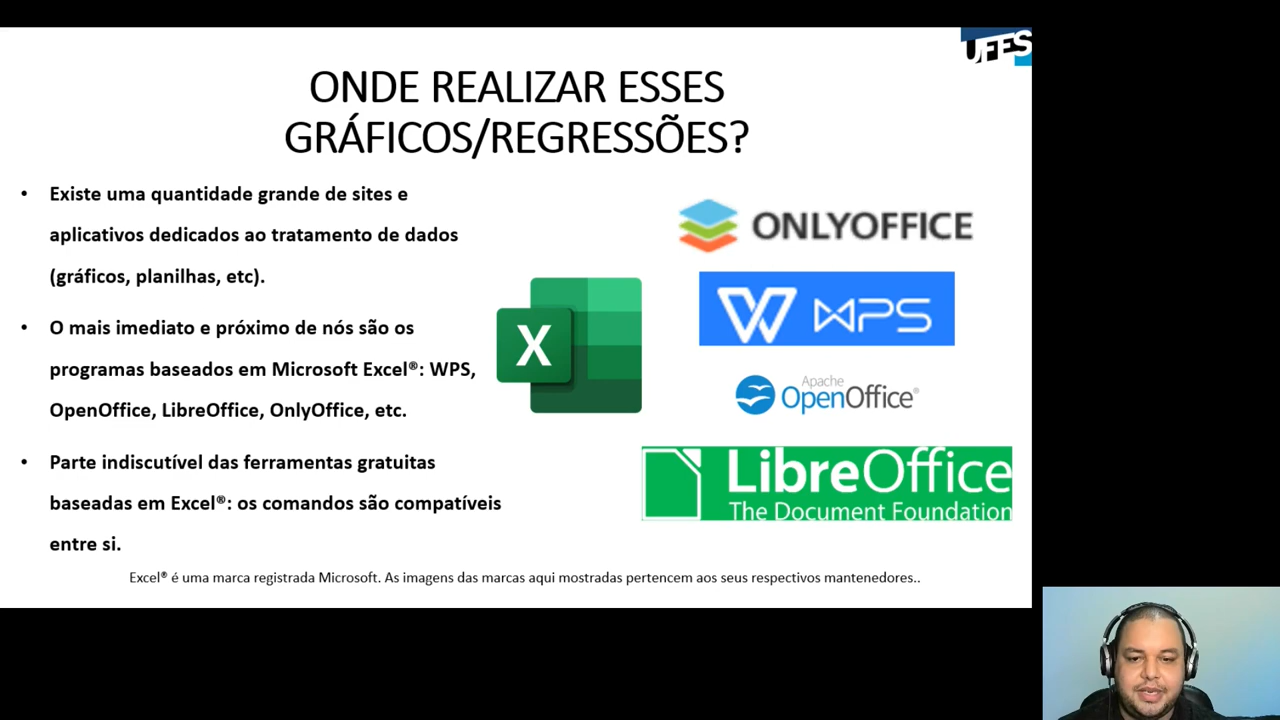 UFES
ONDE REALIZAR ESSES
GRÁFICOS/REGRESSÕES?
• Existe uma quantidade grande de sites e
aplicativos dedicados ao tratamento de dados
(gráficos, planilhas, etc).
• O mais imediato e próximo de nós são os
programas baseados em Microsoft Excel®: WPS,
OpenOffice, LibreOffice, OnlyOffice, etc.
• Parte indiscutível das ferramentas gratuitas
baseadas em Excel®: os comandos são compatíveis
entre si.
X
ONLYOFFICE
W WPS
Apache
OpenOffice®
LibreOffice
The Document Foundation
Excel® é uma marca registrada Microsoft. As imagens das marcas aqui mostradas pertencem aos seus respectivos mantenedores..